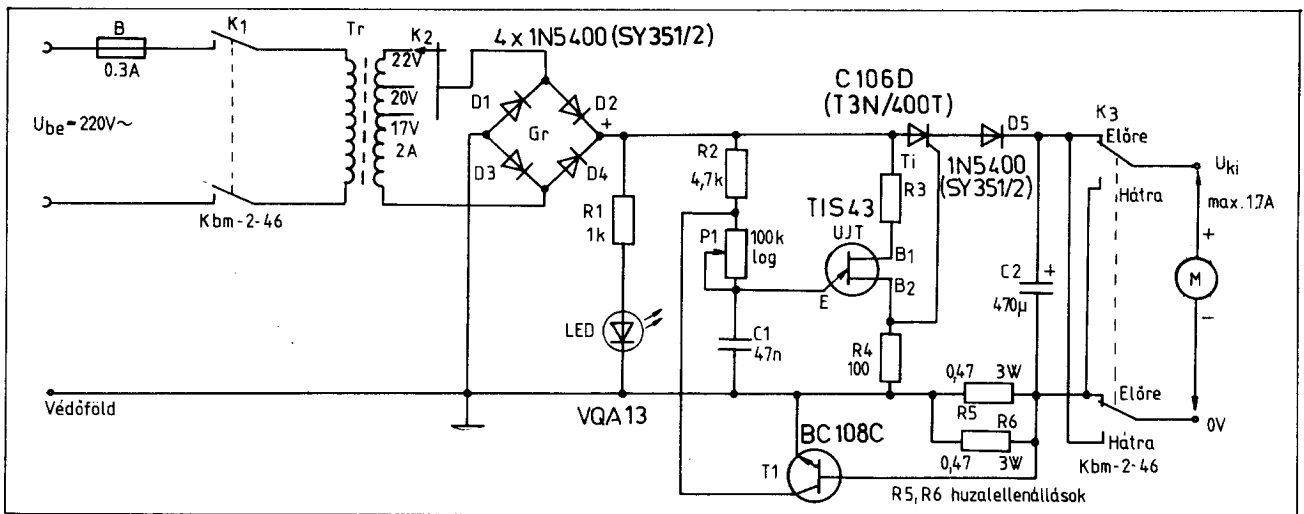 B
0.3A
K1
Tr
K2
22V
20V
17V
2A
Ube=220V~
Kbm-2-46
4 x 1N5400 (SY351/2)
D1
D2
D3
D4
Gr
+
R1
1k
LED
VQA13
R2
4,7k
P1
100k
log
C1
47n
C106D
(T3N/400T)
Ti
D5
1N5400
(SY351/2)
R3
TIS43
UJT
B1
B2
E
R4
100
C2
+
470µ
0,47
3W
R5
R6
0,47
3W
R5,R6 huzalellenállások
BC108C
T1
K3
Előre
Hátra
Előre
Hátra
Kbm-2-46
Uki
max. 1.7A
+
M
-
0V
Védőföld